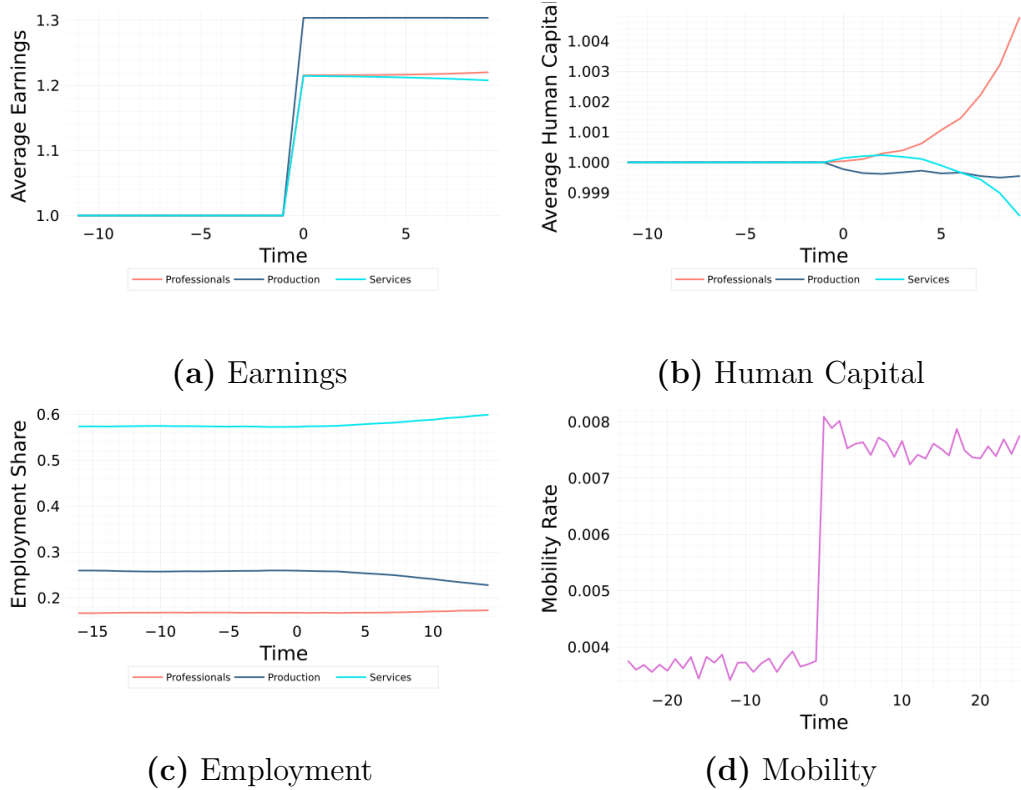 Average Earnings
1.3
1.2
1.1
1.0
−10
−5
0
5
Time
Professionals Production Services
(a) Earnings
Average Human Capital
1.004
1.003
1.002
1.001
1.000
0.999
−10
−5
0
5
Time
Professionals Production Services
(b) Human Capital
Employment Share
0.6
0.5
0.4
0.3
0.2
−15
−10
−5
0
5
10
Time
Professionals Production Services
(c) Employment
Mobility Rate
0.008
0.007
0.006
0.005
0.004
−20
−10
0
10
20
Time
(d) Mobility